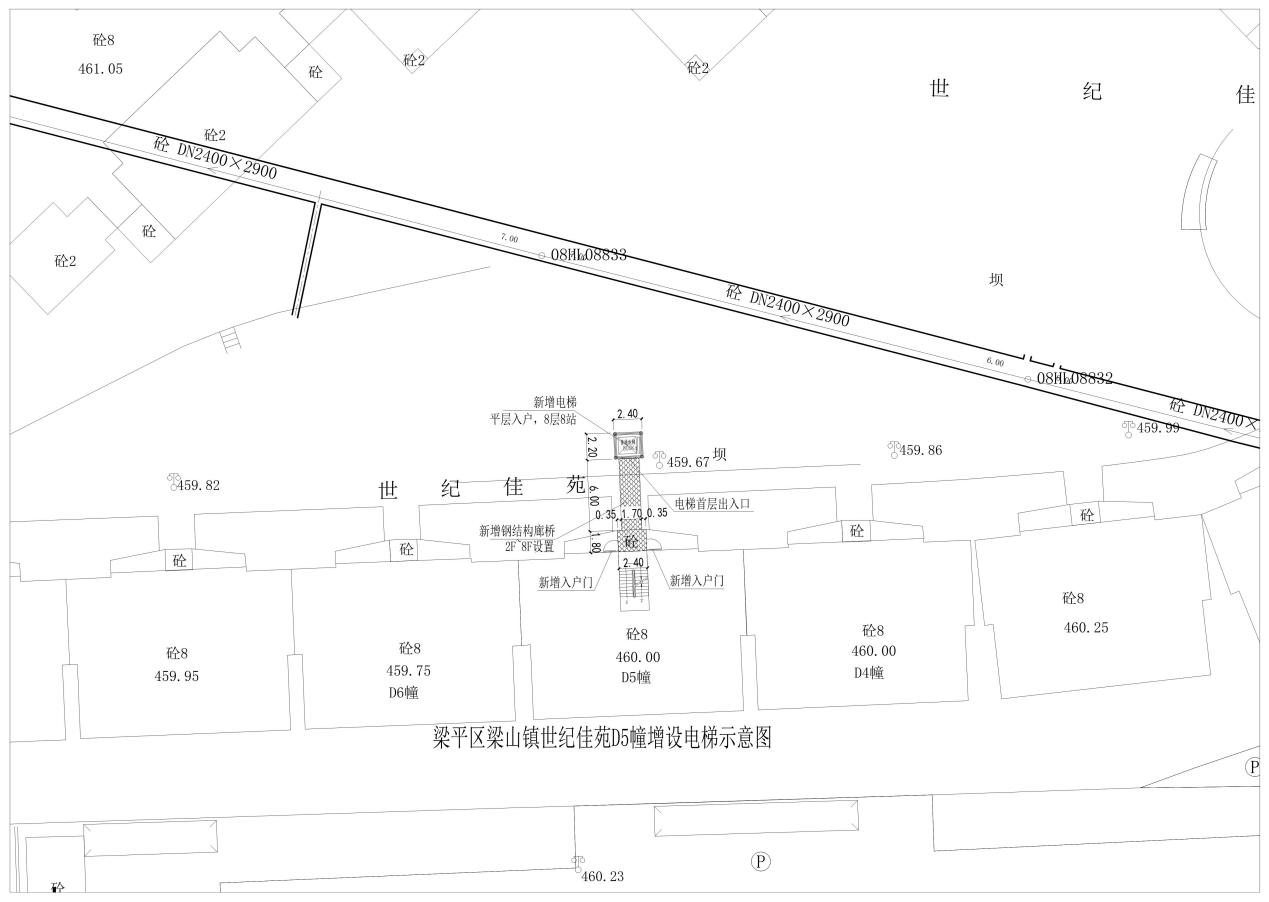 砼8
461.05
砼
砼2
砼2
世 纪 佳
砼2
砼 DN2400×2900
砼
砼2
7.00
08HL08833
坝
砼 DN2400×2900
6.00
08HL08832
砼 DN2400×
459.99
新增电梯
平层入户，8层8站
2.40
2.20
459.67
坝
459.86
459.82
世 纪 佳 苑
6.00
电梯首层出入口
0.35
1.70
0.35
新增钢结构廊桥
2F~8F设置
1.80
砼
砼
砼
砼
砼
2.40
新增入户门
新增入户门
砼8
459.95
砼8
459.75
D6幢
砼8
460.00
D5幢
砼8
460.00
D4幢
砼8
460.25
梁平区梁山镇世纪佳苑D5幢增设电梯示意图
P
P
460.23
砼